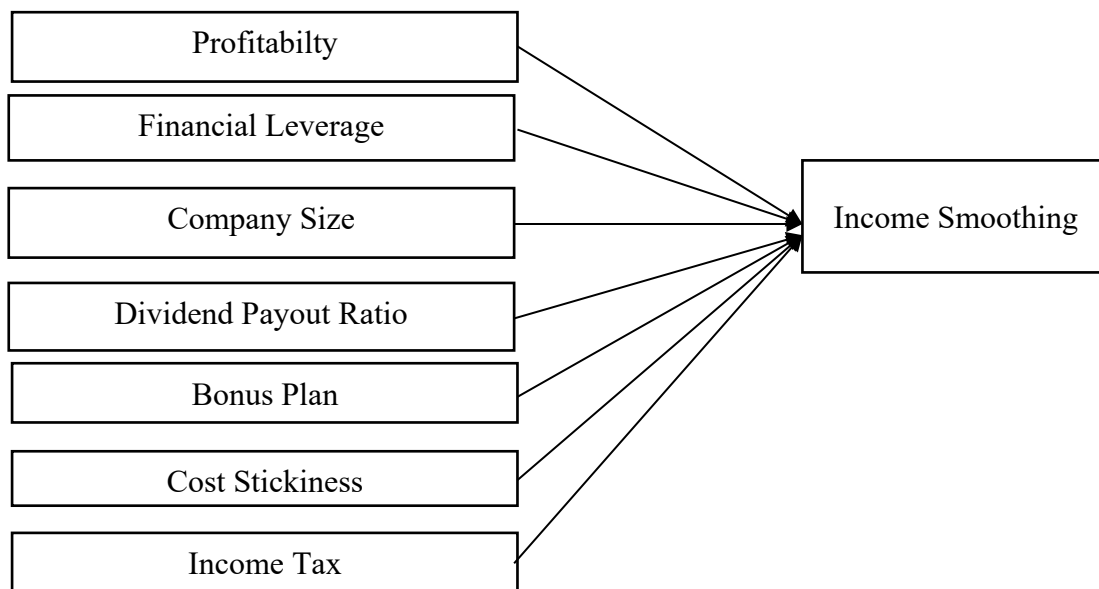 Profitabilty
Financial Leverage
Company Size
Income Smoothing
Dividend Payout Ratio
Bonus Plan
Cost Stickiness
Income Tax